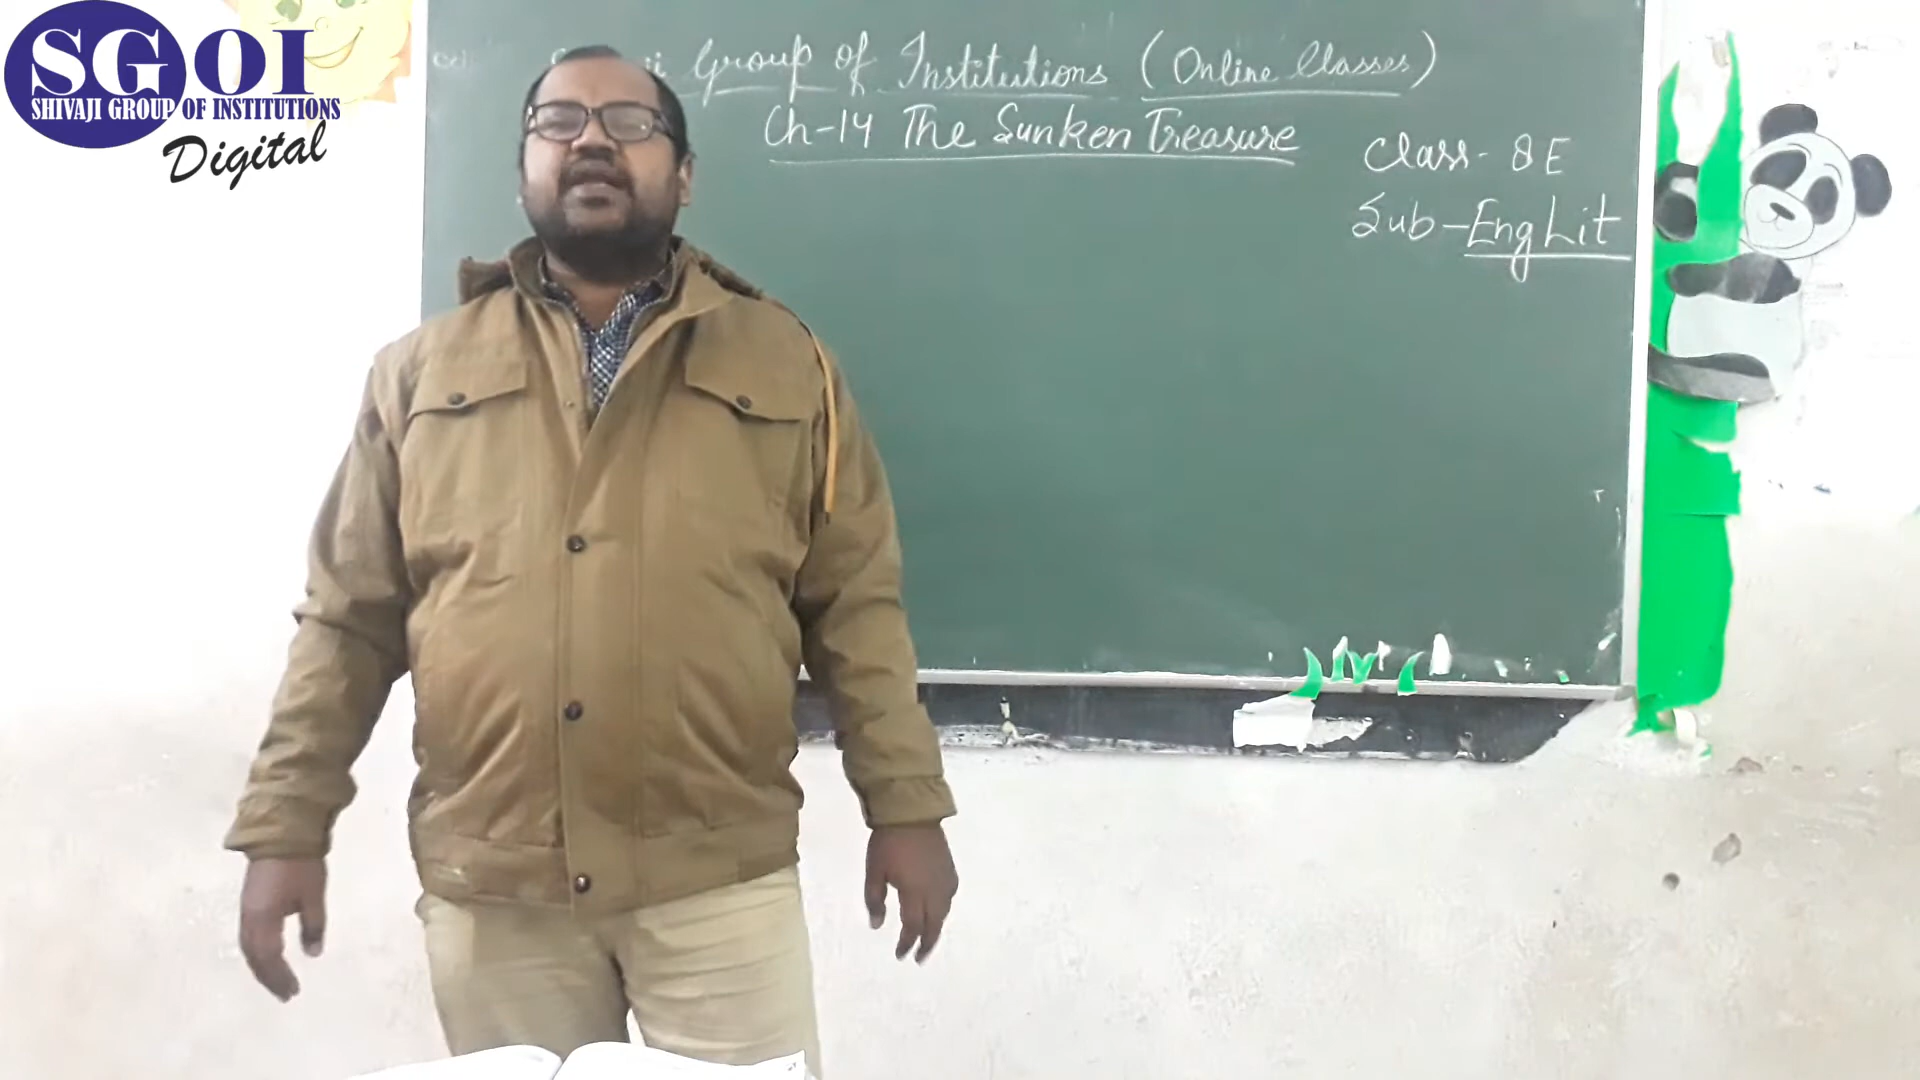 SGOI
SHIVAJI GROUP OF INSTITUTIONS
Digital
Group of Institutions (Online Classes)
Ch-14 The Sunken Treasure
Class - 8 E
Sub - Eng Lit